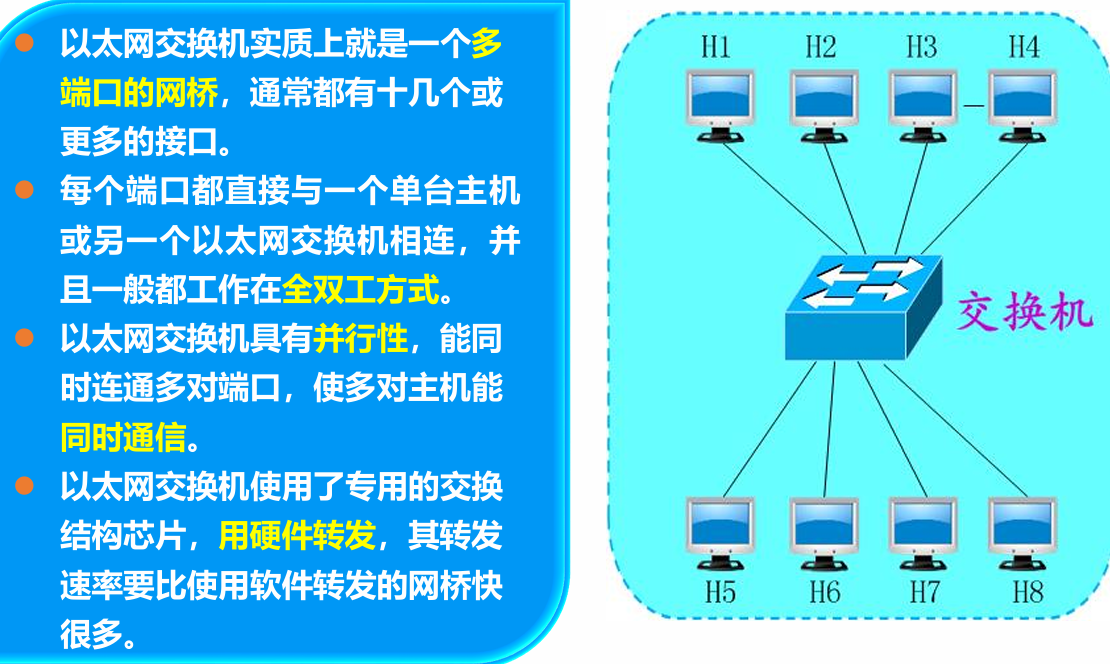 以太网交换机实质上就是一个多
端口的网桥，通常都有十几个或
更多的接口。
每个端口都直接与一个单台主机
或另一个以太网交换机相连，并
且一般都工作在全双工方式。
以太网交换机具有并行性，能同
时连通多对端口，使多对主机能
同时通信。
以太网交换机使用了专用的交换
结构芯片，用硬件转发，其转发
速率要比使用软件转发的网桥快
很多。
H1 H2 H3 H4
交换机
H5 H6 H7 H8